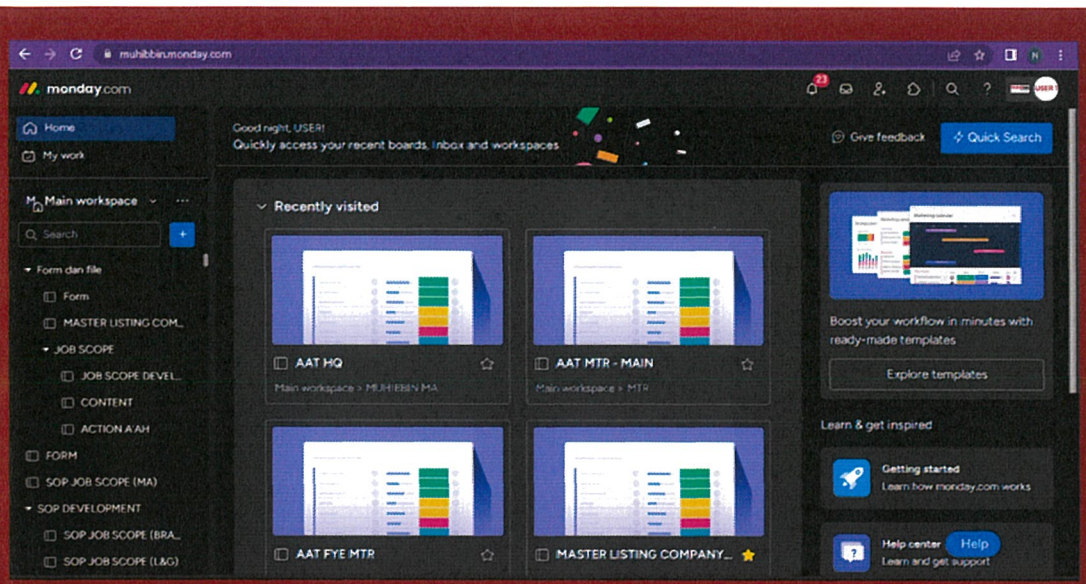 muhibbin.monday.com
N
monday.com
23
?
USER 1
Home
My work
Good night, USER!
Quickly access your recent boards, Inbox and workspaces
Give feedback
Quick Search
M Main workspace
Search
+
Form dan file
Form
MASTER LISTING COM...
JOB SCOPE
JOB SCOPE DEVEL...
CONTENT
ACTION A'AH
FORM
SOP JOB SCOPE (MA)
SOP DEVELOPMENT
SOP JOB SCOPE (BRA...
SOP JOB SCOPE (L&G)
Recently visited
AAT HQ
Main workspace > MUHIBBIN MA
AAT MTR - MAIN
Main workspace > MTR
AAT FYE MTR
MASTER LISTING COMPANY...
Marketing calendar
Boost your workflow in minutes with
ready-made templates
Explore templates
Learn & get inspired
Getting started
Learn how monday.com works
Help center
Learn and get support
Help